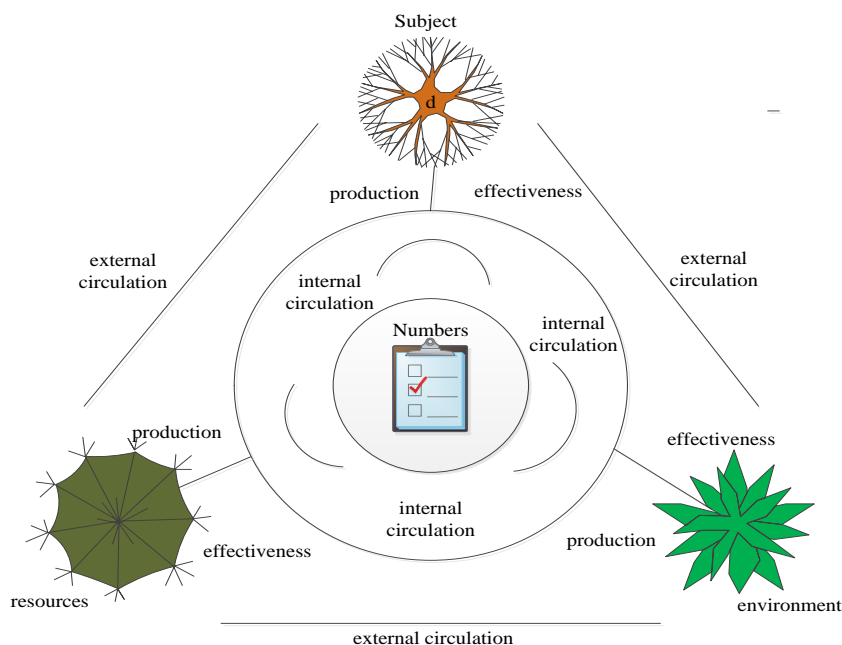 Subject
d
production
effectiveness
external
circulation
external
circulation
internal
circulation
internal
circulation
Numbers
production
effectiveness
internal
circulation
production
effectiveness
resources
environment
external circulation